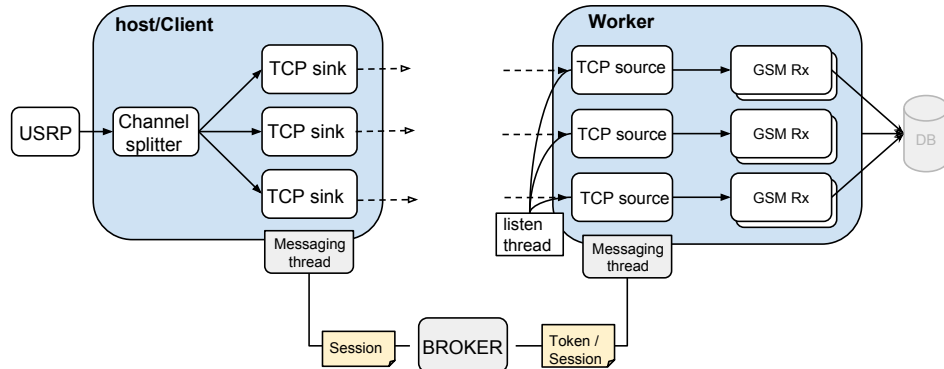 host/Client
Worker
TCP sink
TCP source
GSM Rx
USRP
Channel
splitter
TCP sink
TCP source
GSM Rx
DB
TCP sink
TCP source
GSM Rx
listen
thread
Messaging
thread
Messaging
thread
Session
BROKER
Token /
Session